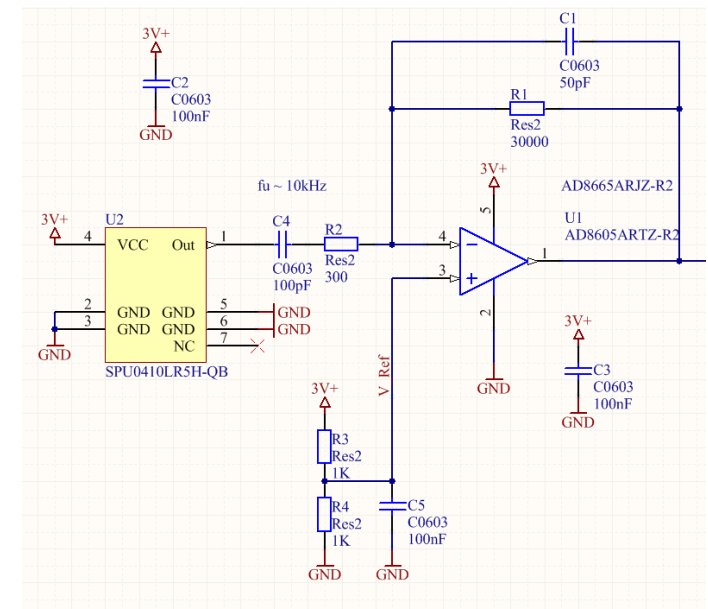 C1
C0603
50pF
R1
Res2
30000
3V+
C2
C0603
100nF
GND
fu ~ 10kHz
3V+
AD8665ARJZ-R2
U1
AD8605ARTZ-R2
5
4
3
1
2
GND
3V+
U2
4
VCC
Out
1
C4
C0603
100pF
R2
Res2
300
2
GND
GND
5
GND
3
GND
GND
6
GND
NC
7
GND
SPU0410LR5H-QB
V_Ref
3V+
C3
C0603
100nF
GND
3V+
R3
Res2
1K
R4
Res2
1K
GND
C5
C0603
100nF
GND